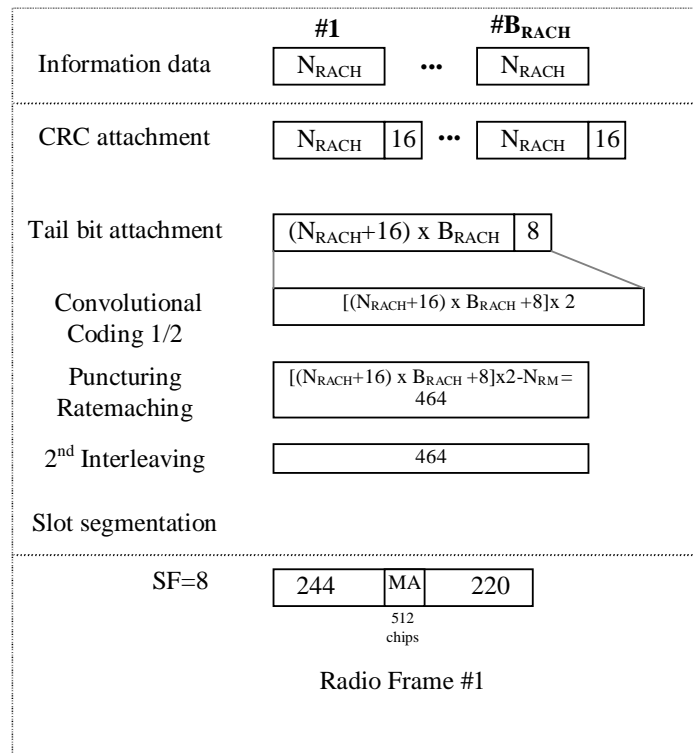 #1 #B_RACH
Information data N_RACH ... N_RACH
CRC attachment N_RACH 16 ... N_RACH 16
Tail bit attachment (N_RACH+16) x B_RACH 8
Convolutional
Coding 1/2
[(N_RACH+16) x B_RACH +8]x 2
Puncturing
Ratemaching
[(N_RACH+16) x B_RACH +8]x2-N_RM =
464
2nd Interleaving 464
Slot segmentation
SF=8 244 MA 220
512
chips
Radio Frame #1